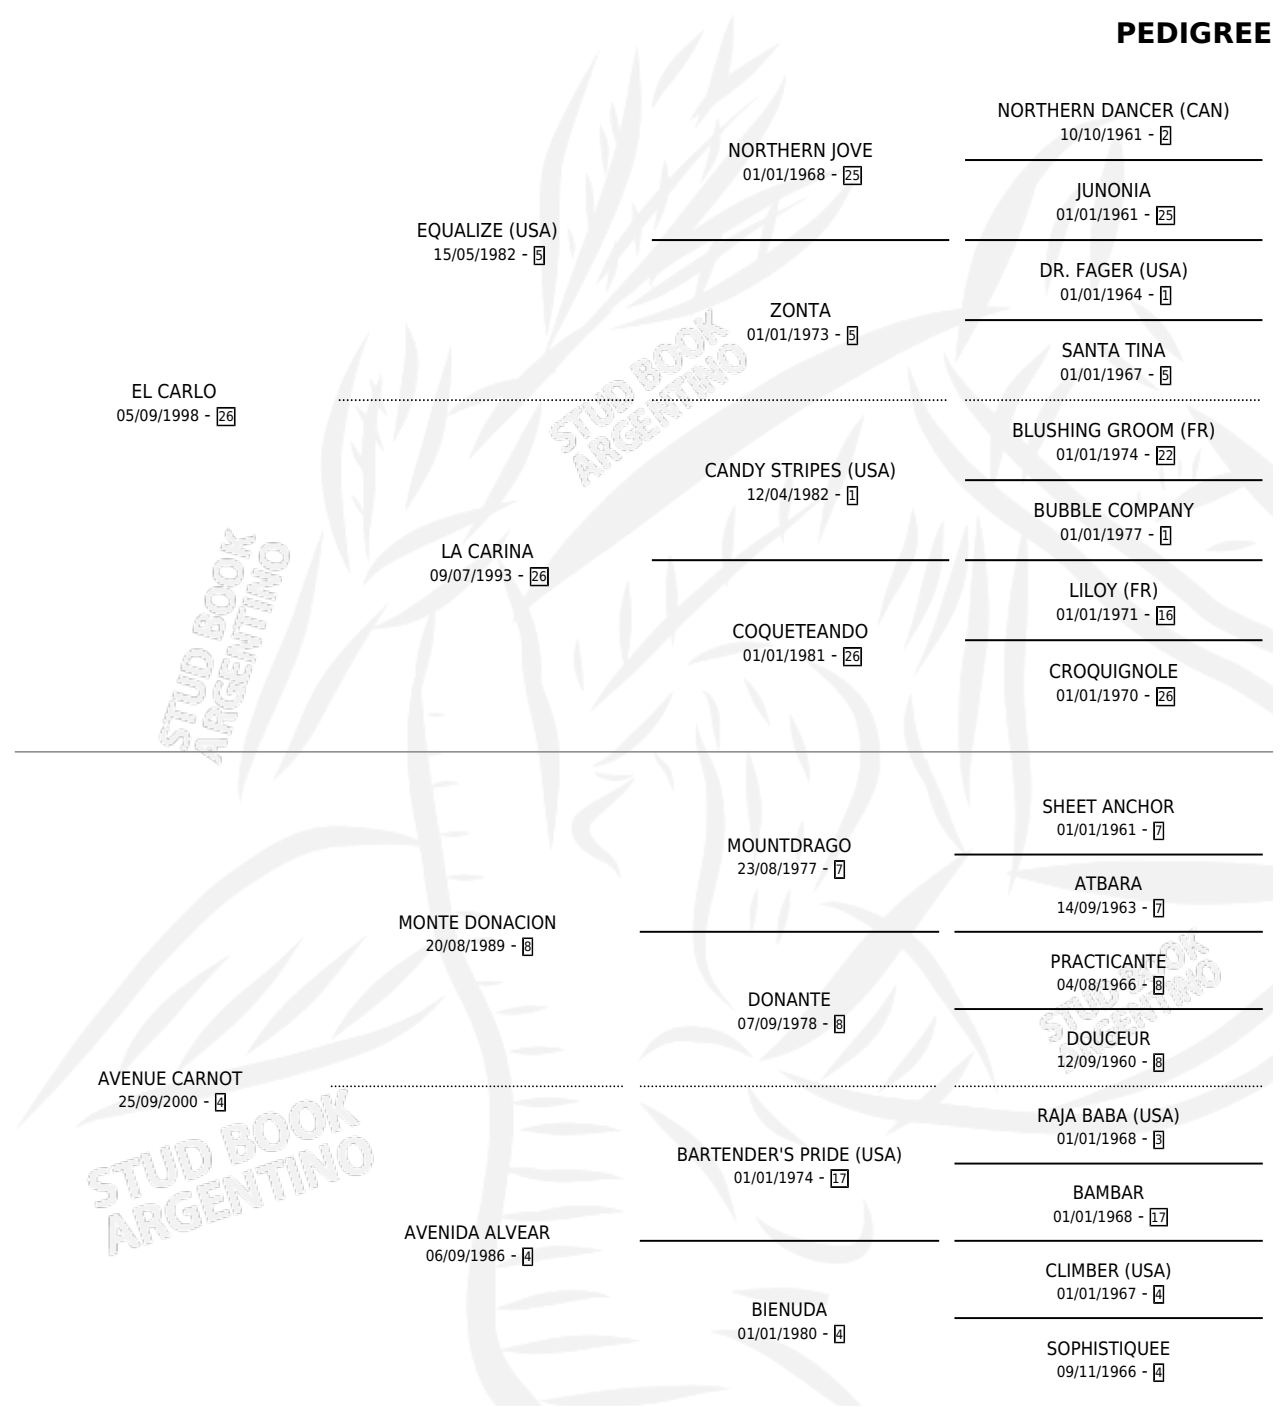 PEDIGREE
NORTHERN DANCER (CAN)
10/10/1961 - 2
NORTHERN JOVE
01/01/1968 - 25
JUNONIA
01/01/1961 - 25
EQUALIZE (USA)
15/05/1982 - 5
DR. FAGER (USA)
01/01/1964 - 1
ZONTA
01/01/1973 - 5
SANTA TINA
01/01/1967 - 5
EL CARLO
05/09/1998 - 26
BLUSHING GROOM (FR)
01/01/1974 - 22
CANDY STRIPES (USA)
12/04/1982 - 1
BUBBLE COMPANY
01/01/1977 - 1
LA CARINA
09/07/1993 - 26
LILOY (FR)
01/01/1971 - 16
COQUETEANDO
01/01/1981 - 26
CROQUIGNOLE
01/01/1970 - 26
STUD BOOK
ARGENTINO
STUD BOOK
ARGENTINO
SHEET ANCHOR
01/01/1961 - 7
MOUNTDRAGO
23/08/1977 - 7
ATBARA
14/09/1963 - 7
MONTE DONACION
20/08/1989 - 8
PRACTICANTE
04/08/1966 - 8
DONANTE
07/09/1978 - 8
DOUCEUR
12/09/1960 - 8
STUD BOOK
ARGENTINO
AVENUE CARNOT
25/09/2000 - 4
RAJA BABA (USA)
01/01/1968 - 3
BARTENDER'S PRIDE (USA)
01/01/1974 - 17
BAMBAR
01/01/1968 - 17
AVENIDA ALVEAR
06/09/1986 - 4
CLIMBER (USA)
01/01/1967 - 4
BIENUDA
01/01/1980 - 4
SOPHISTIQUEE
09/11/1966 - 4
STUD BOOK
ARGENTINO